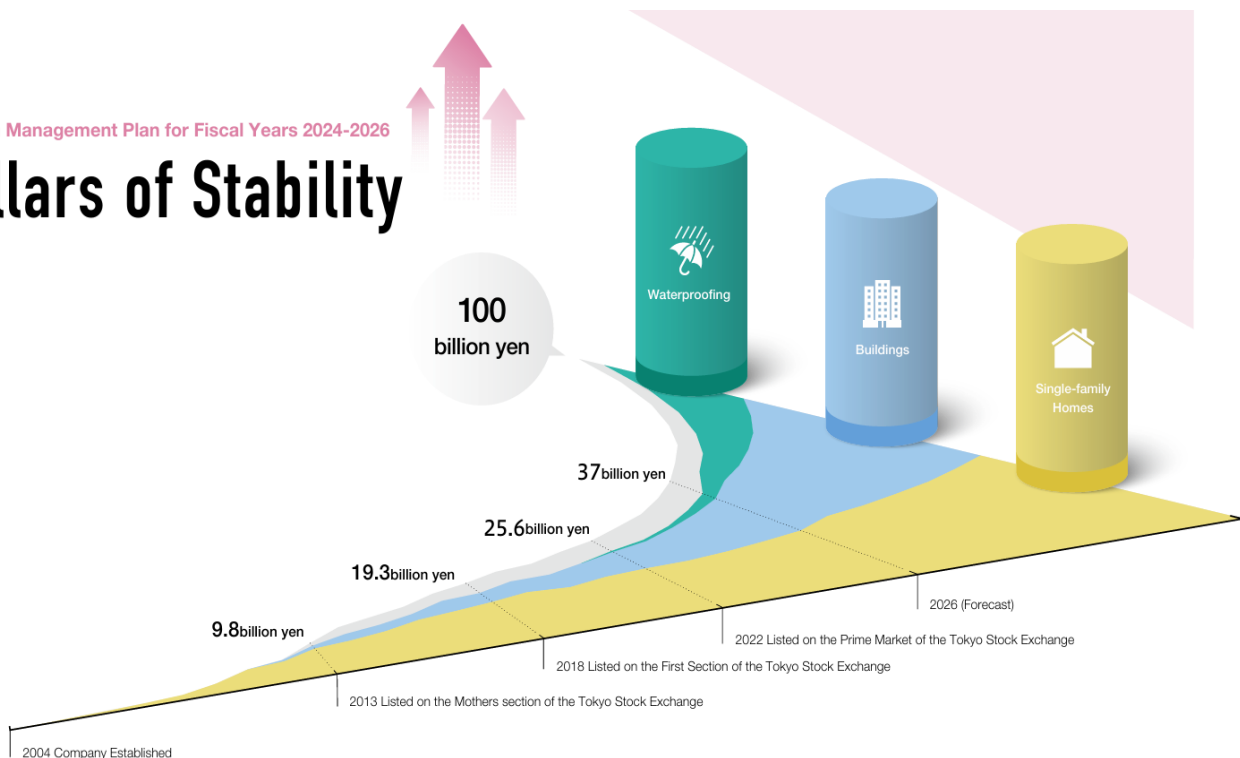 Management Plan for Fiscal Years 2024-2026
llars of Stability
100
billion yen
Waterproofing
Buildings
Single-family
Homes
37billion yen
25.6billion yen
19.3billion yen
9.8billion yen
2026 (Forecast)
2022 Listed on the Prime Market of the Tokyo Stock Exchange
2018 Listed on the First Section of the Tokyo Stock Exchange
2013 Listed on the Mothers section of the Tokyo Stock Exchange
2004 Company Established